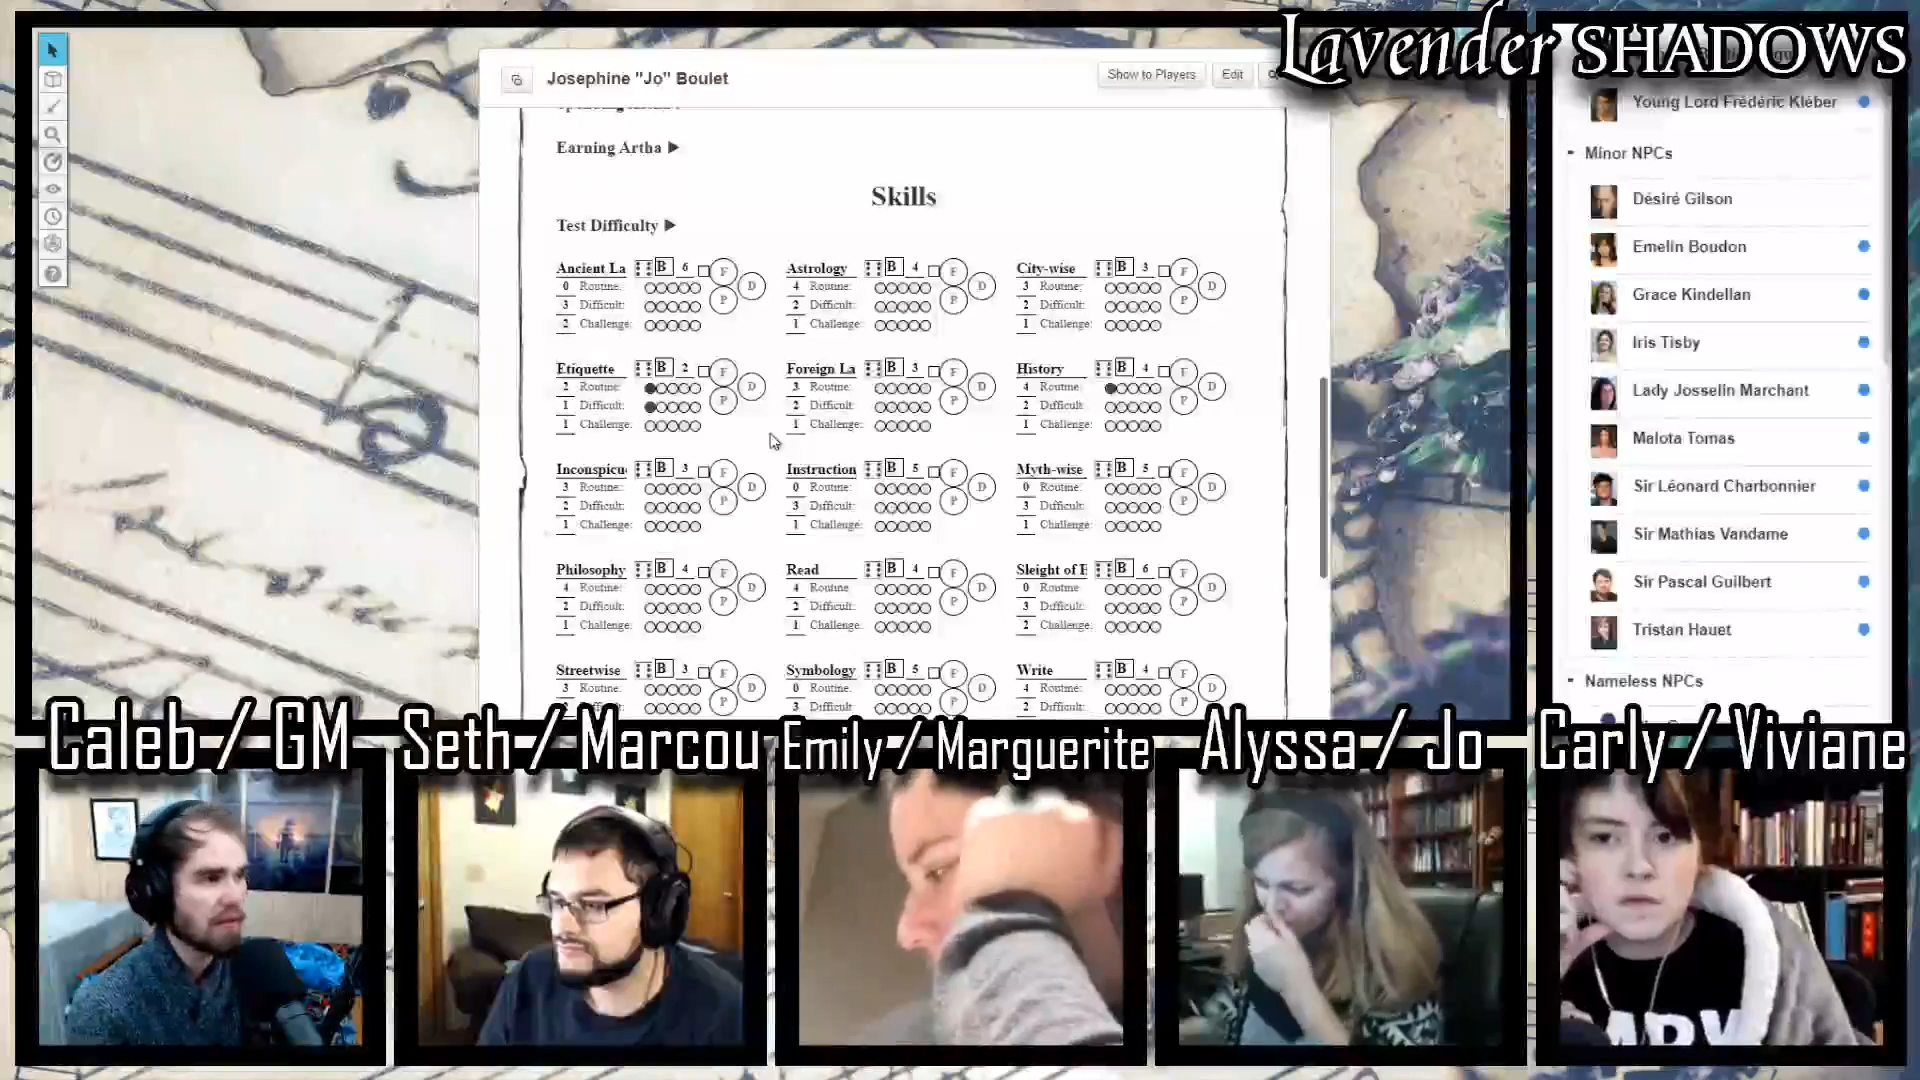 Lavender SHADOWS
Josephine "Jo" Boulet
Show to Players
Edit
Earning Artha ▶
Skills
Test Difficulty ▶
Ancient La B 6 F D P
0 Routine:
3 Difficult:
2 Challenge:
Astrology B 4 F D P
4 Routine:
2 Difficult:
1 Challenge:
City-wise B 3 F D P
3 Routine:
2 Difficult:
1 Challenge:
Etiquette B 2 F D P
2 Routine:
1 Difficult:
1 Challenge:
Foreign La B 3 F D P
3 Routine:
2 Difficult:
1 Challenge:
History B 4 F D P
4 Routine:
2 Difficult:
1 Challenge:
Inconspicu B 3 F D P
3 Routine:
2 Difficult:
1 Challenge:
Instruction B 5 F D P
0 Routine:
3 Difficult:
1 Challenge:
Myth-wise B 5 F D P
0 Routine:
3 Difficult:
1 Challenge:
Philosophy B 4 F D P
4 Routine:
2 Difficult:
1 Challenge:
Read B 4 F D P
4 Routine:
2 Difficult:
1 Challenge:
Sleight of B 6 F D P
0 Routine:
3 Difficult:
2 Challenge:
Streetwise B 3 F D P
3 Routine:
Difficult:
Symbology B 5 F D P
0 Routine:
3 Difficult:
Write B 4 F D P
4 Routine:
2 Difficult:
Young Lord Frédéric Kléber
Minor NPCs
Désiré Gilson
Emelin Boudon
Grace Kindellan
Iris Tisby
Lady Josselin Marchant
Malota Tomas
Sir Léonard Charbonnier
Sir Mathias Vandame
Sir Pascal Guilbert
Tristan Hauet
Nameless NPCs
Caleb / GM
Seth / Marcou
Emily / Marguerite
Alyssa / Jo
Carly / Viviane